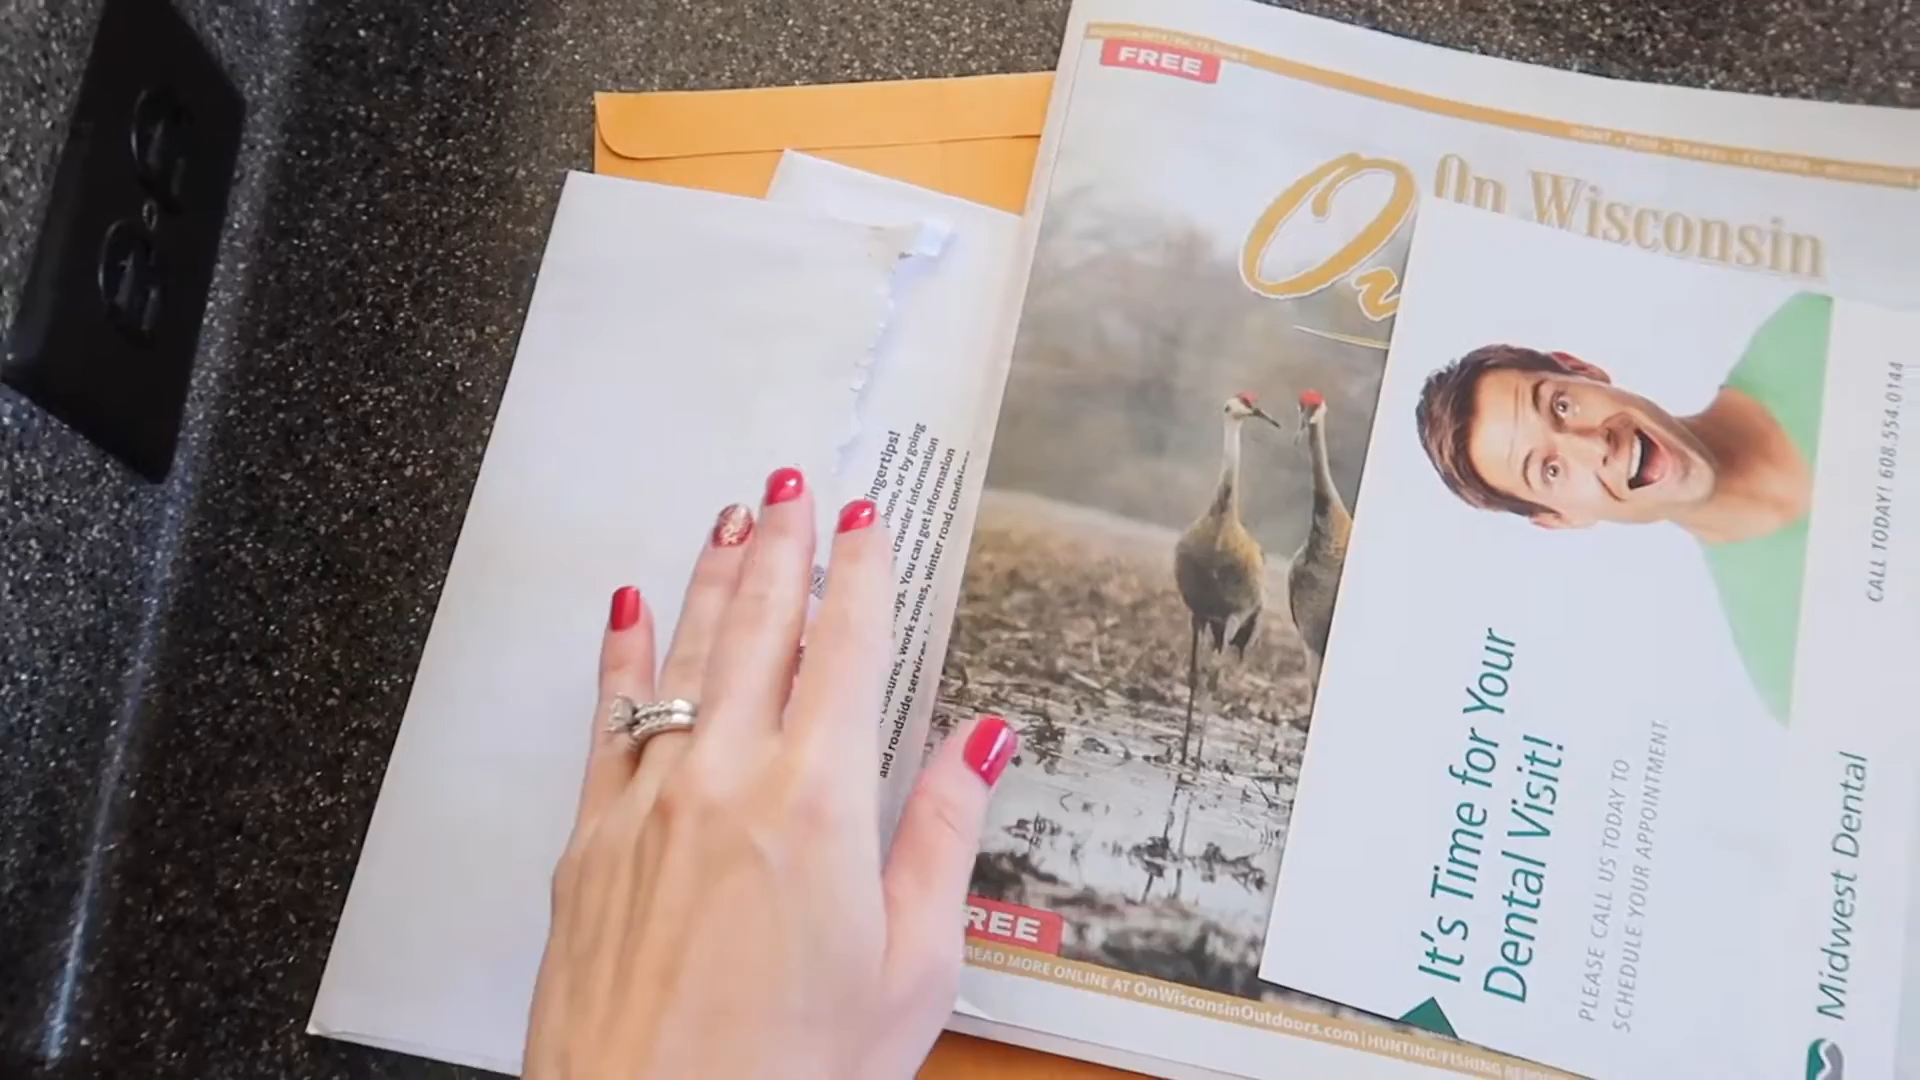 FREE
On Wisconsin
On
fingertips!
phone, or by going
traveler information
You can get information
closures, work zones, winter road conditions
and roadside services
FREE
READ MORE ONLINE AT OnWisconsinOutdoors.com | HUNTING/FISHING
It's Time for Your
Dental Visit!
PLEASE CALL US TODAY TO
SCHEDULE YOUR APPOINTMENT.
Midwest Dental
CALL TODAY! 608.554.0144